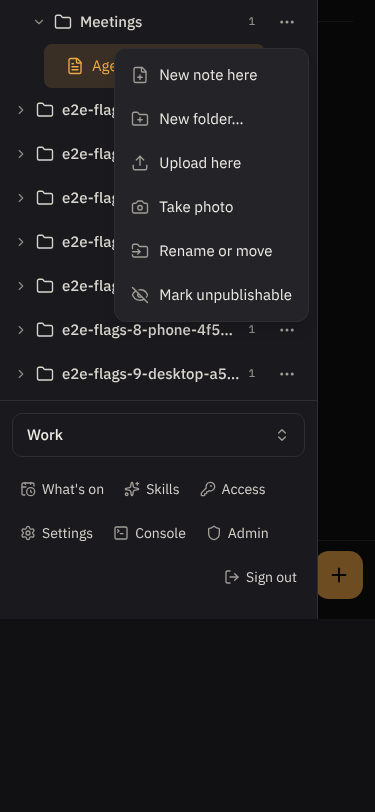 Meetings 1
Age
New note here
New folder...
Upload here
Take photo
Rename or move
Mark unpublishable
e2e-flag
e2e-flag
e2e-flag
e2e-flag
e2e-flag
e2e-flags-8-phone-4f5... 1
e2e-flags-9-desktop-a5... 1
Work
What's on Skills Access
Settings Console Admin
Sign out